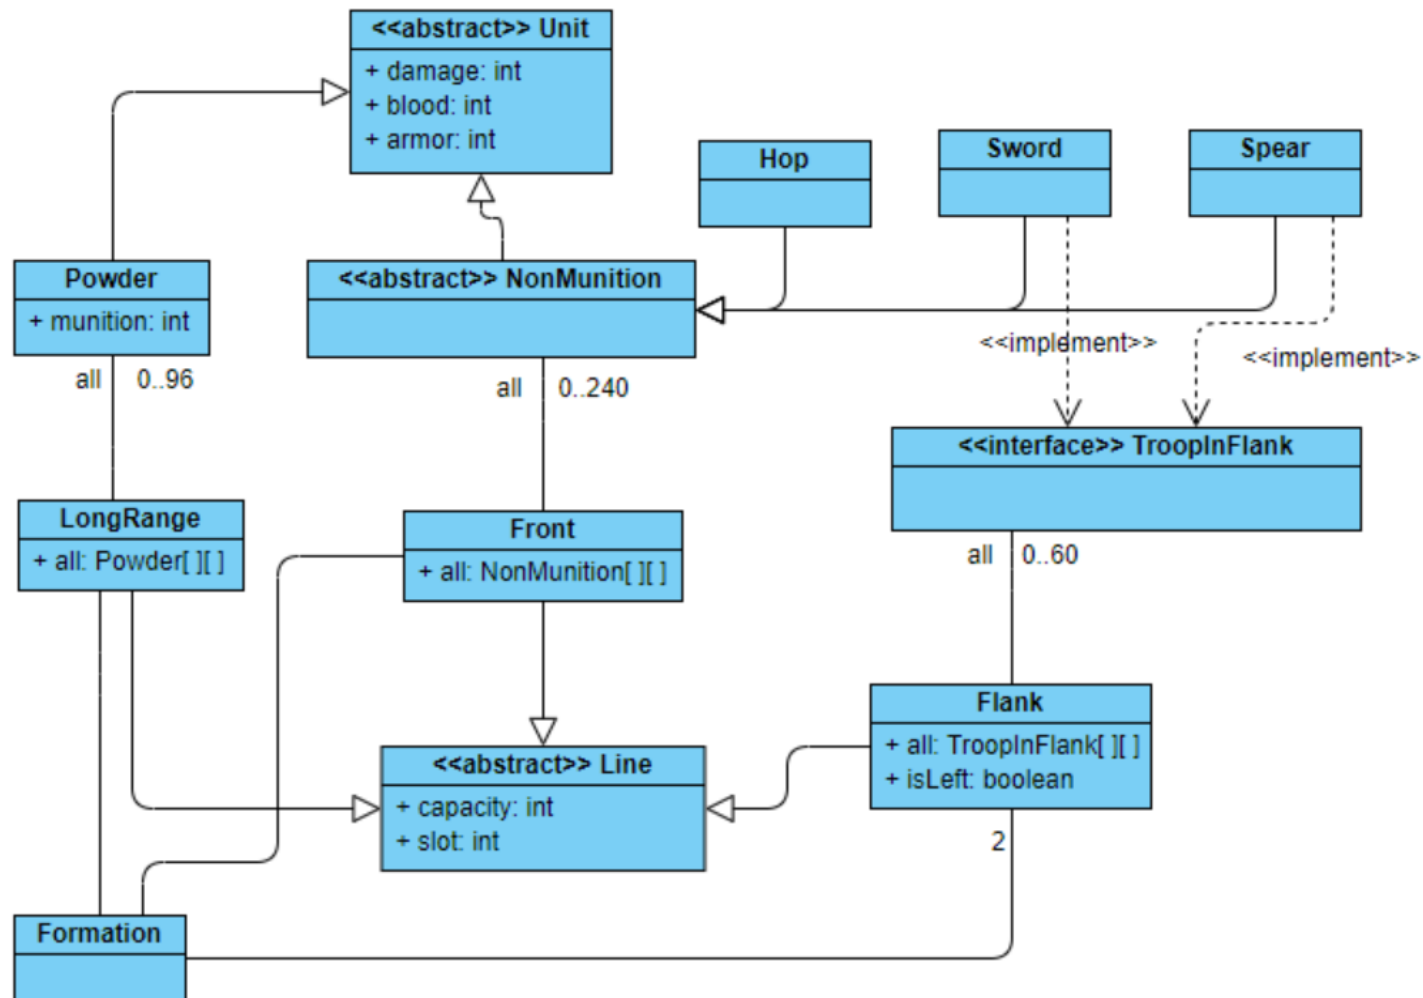 <<abstract>> Unit
+ damage: int
+ blood: int
+ armor: int
Hop
Sword
Spear
Powder
+ munition: int
<<abstract>> NonMunition
<<implement>>
<<implement>>
all 0..96
all 0..240
<<interface>> TroopInFlank
LongRange
+ all: Powder[ ][ ]
Front
+ all: NonMunition[ ][ ]
all 0..60
Flank
+ all: TroopInFlank[ ][ ]
+ isLeft: boolean
<<abstract>> Line
+ capacity: int
+ slot: int
2
Formation